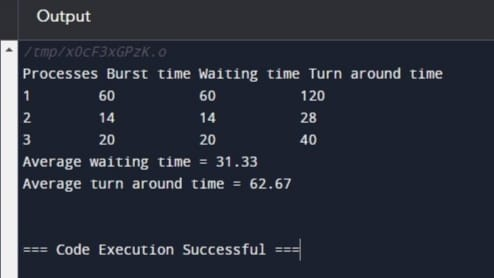 Output
/tmp/xOcF3xGPzK.o
Processes Burst time Waiting time Turn around time
1 60 60 120
2 14 14 28
3 20 20 40
Average waiting time = 31.33
Average turn around time = 62.67
=== Code Execution Successful ===